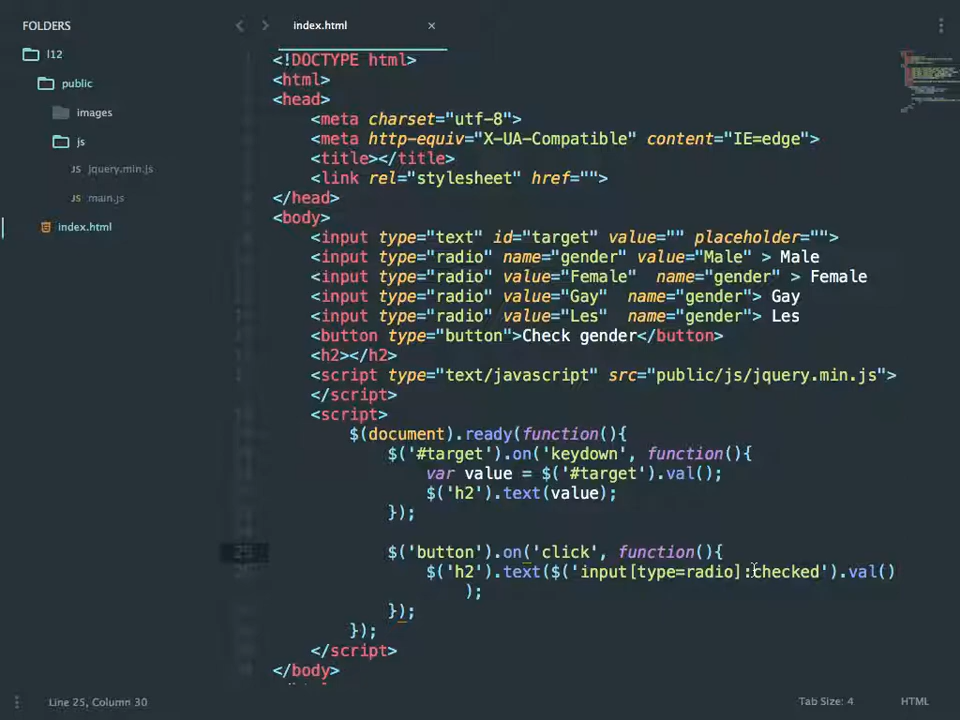 FOLDERS
l12
public
images
js
JS jquery.min.js
JS main.js
index.html
index.html ×
<!DOCTYPE html>
<html>
<head>
<meta charset="utf-8">
<meta http-equiv="X-UA-Compatible" content="IE=edge">
<title></title>
<link rel="stylesheet" href="">
</head>
<body>
<input type="text" id="target" value="" placeholder="">
<input type="radio" name="gender" value="Male" > Male
<input type="radio" value="Female"  name="gender" > Female
<input type="radio" value="Gay"  name="gender"> Gay
<input type="radio" value="Les"  name="gender"> Les
<button type="button">Check gender</button>
<h2></h2>
<script type="text/javascript" src="public/js/jquery.min.js">
</script>
<script>
$(document).ready(function(){
$('#target').on('keydown', function(){
var value = $('#target').val();
$('h2').text(value);
});
$('button').on('click', function(){
$('h2').text($('input[type=radio]:checked').val()
);
});
});
</script>
</body>
Line 25, Column 30
Tab Size: 4
HTML